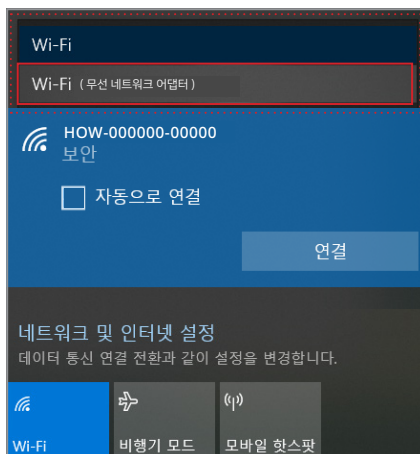 Wi-Fi
Wi-Fi ( 무선 네트워크 어댑터 )
HOW-000000-00000
보안
자동으로 연결
연결
네트워크 및 인터넷 설정
데이터 통신 연결 전환과 같이 설정을 변경합니다.
Wi-Fi 비행기 모드 모바일 핫스팟